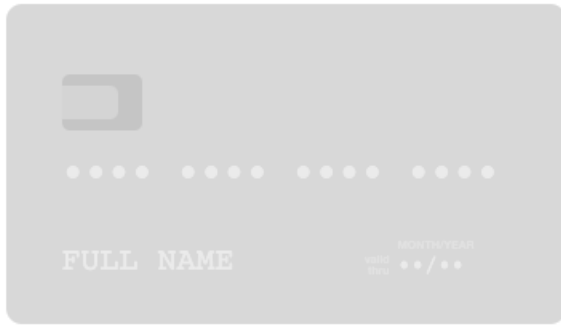 •••• •••• •••• ••••
MONTH/YEAR
FULL NAME valid thru ••/••